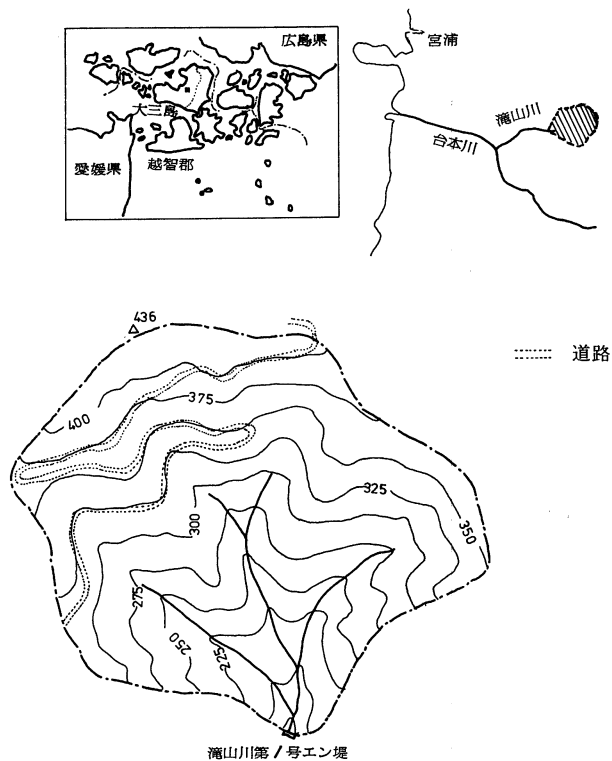 広島県
大三島
愛媛県
越智郡
宮浦
滝山川
台本川
道路
436
400
375
325
350
300
275
250
225
滝山川第1号エン堤